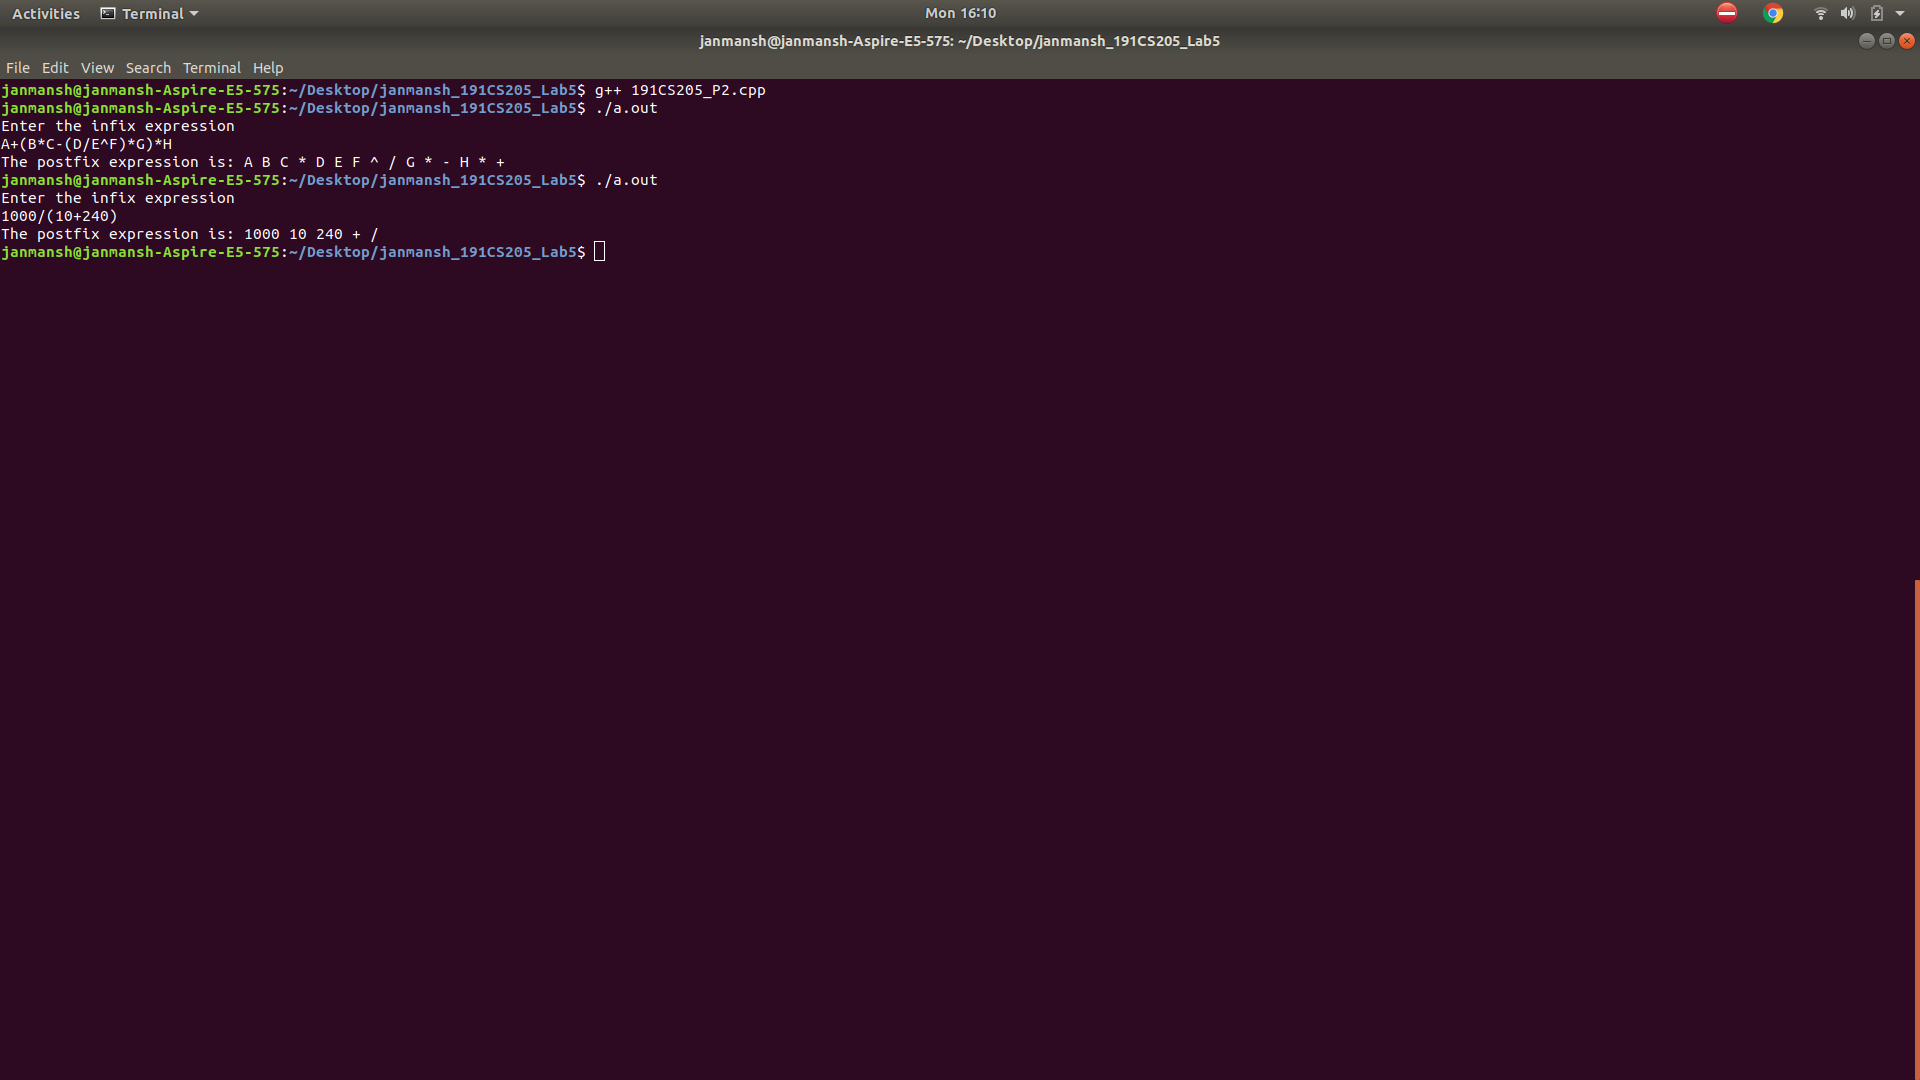 Activities Terminal Mon 16:10
janmansh@janmansh-Aspire-E5-575: ~/Desktop/janmansh_191CS205_Lab5
File Edit View Search Terminal Help
janmansh@janmansh-Aspire-E5-575:~/Desktop/janmansh_191CS205_Lab5$ g++ 191CS205_P2.cpp
janmansh@janmansh-Aspire-E5-575:~/Desktop/janmansh_191CS205_Lab5$ ./a.out
Enter the infix expression
A+(B*C-(D/E^F)*G)*H
The postfix expression is: A B C * D E F ^ / G * - H * +
janmansh@janmansh-Aspire-E5-575:~/Desktop/janmansh_191CS205_Lab5$ ./a.out
Enter the infix expression
1000/(10+240)
The postfix expression is: 1000 10 240 + /
janmansh@janmansh-Aspire-E5-575:~/Desktop/janmansh_191CS205_Lab5$